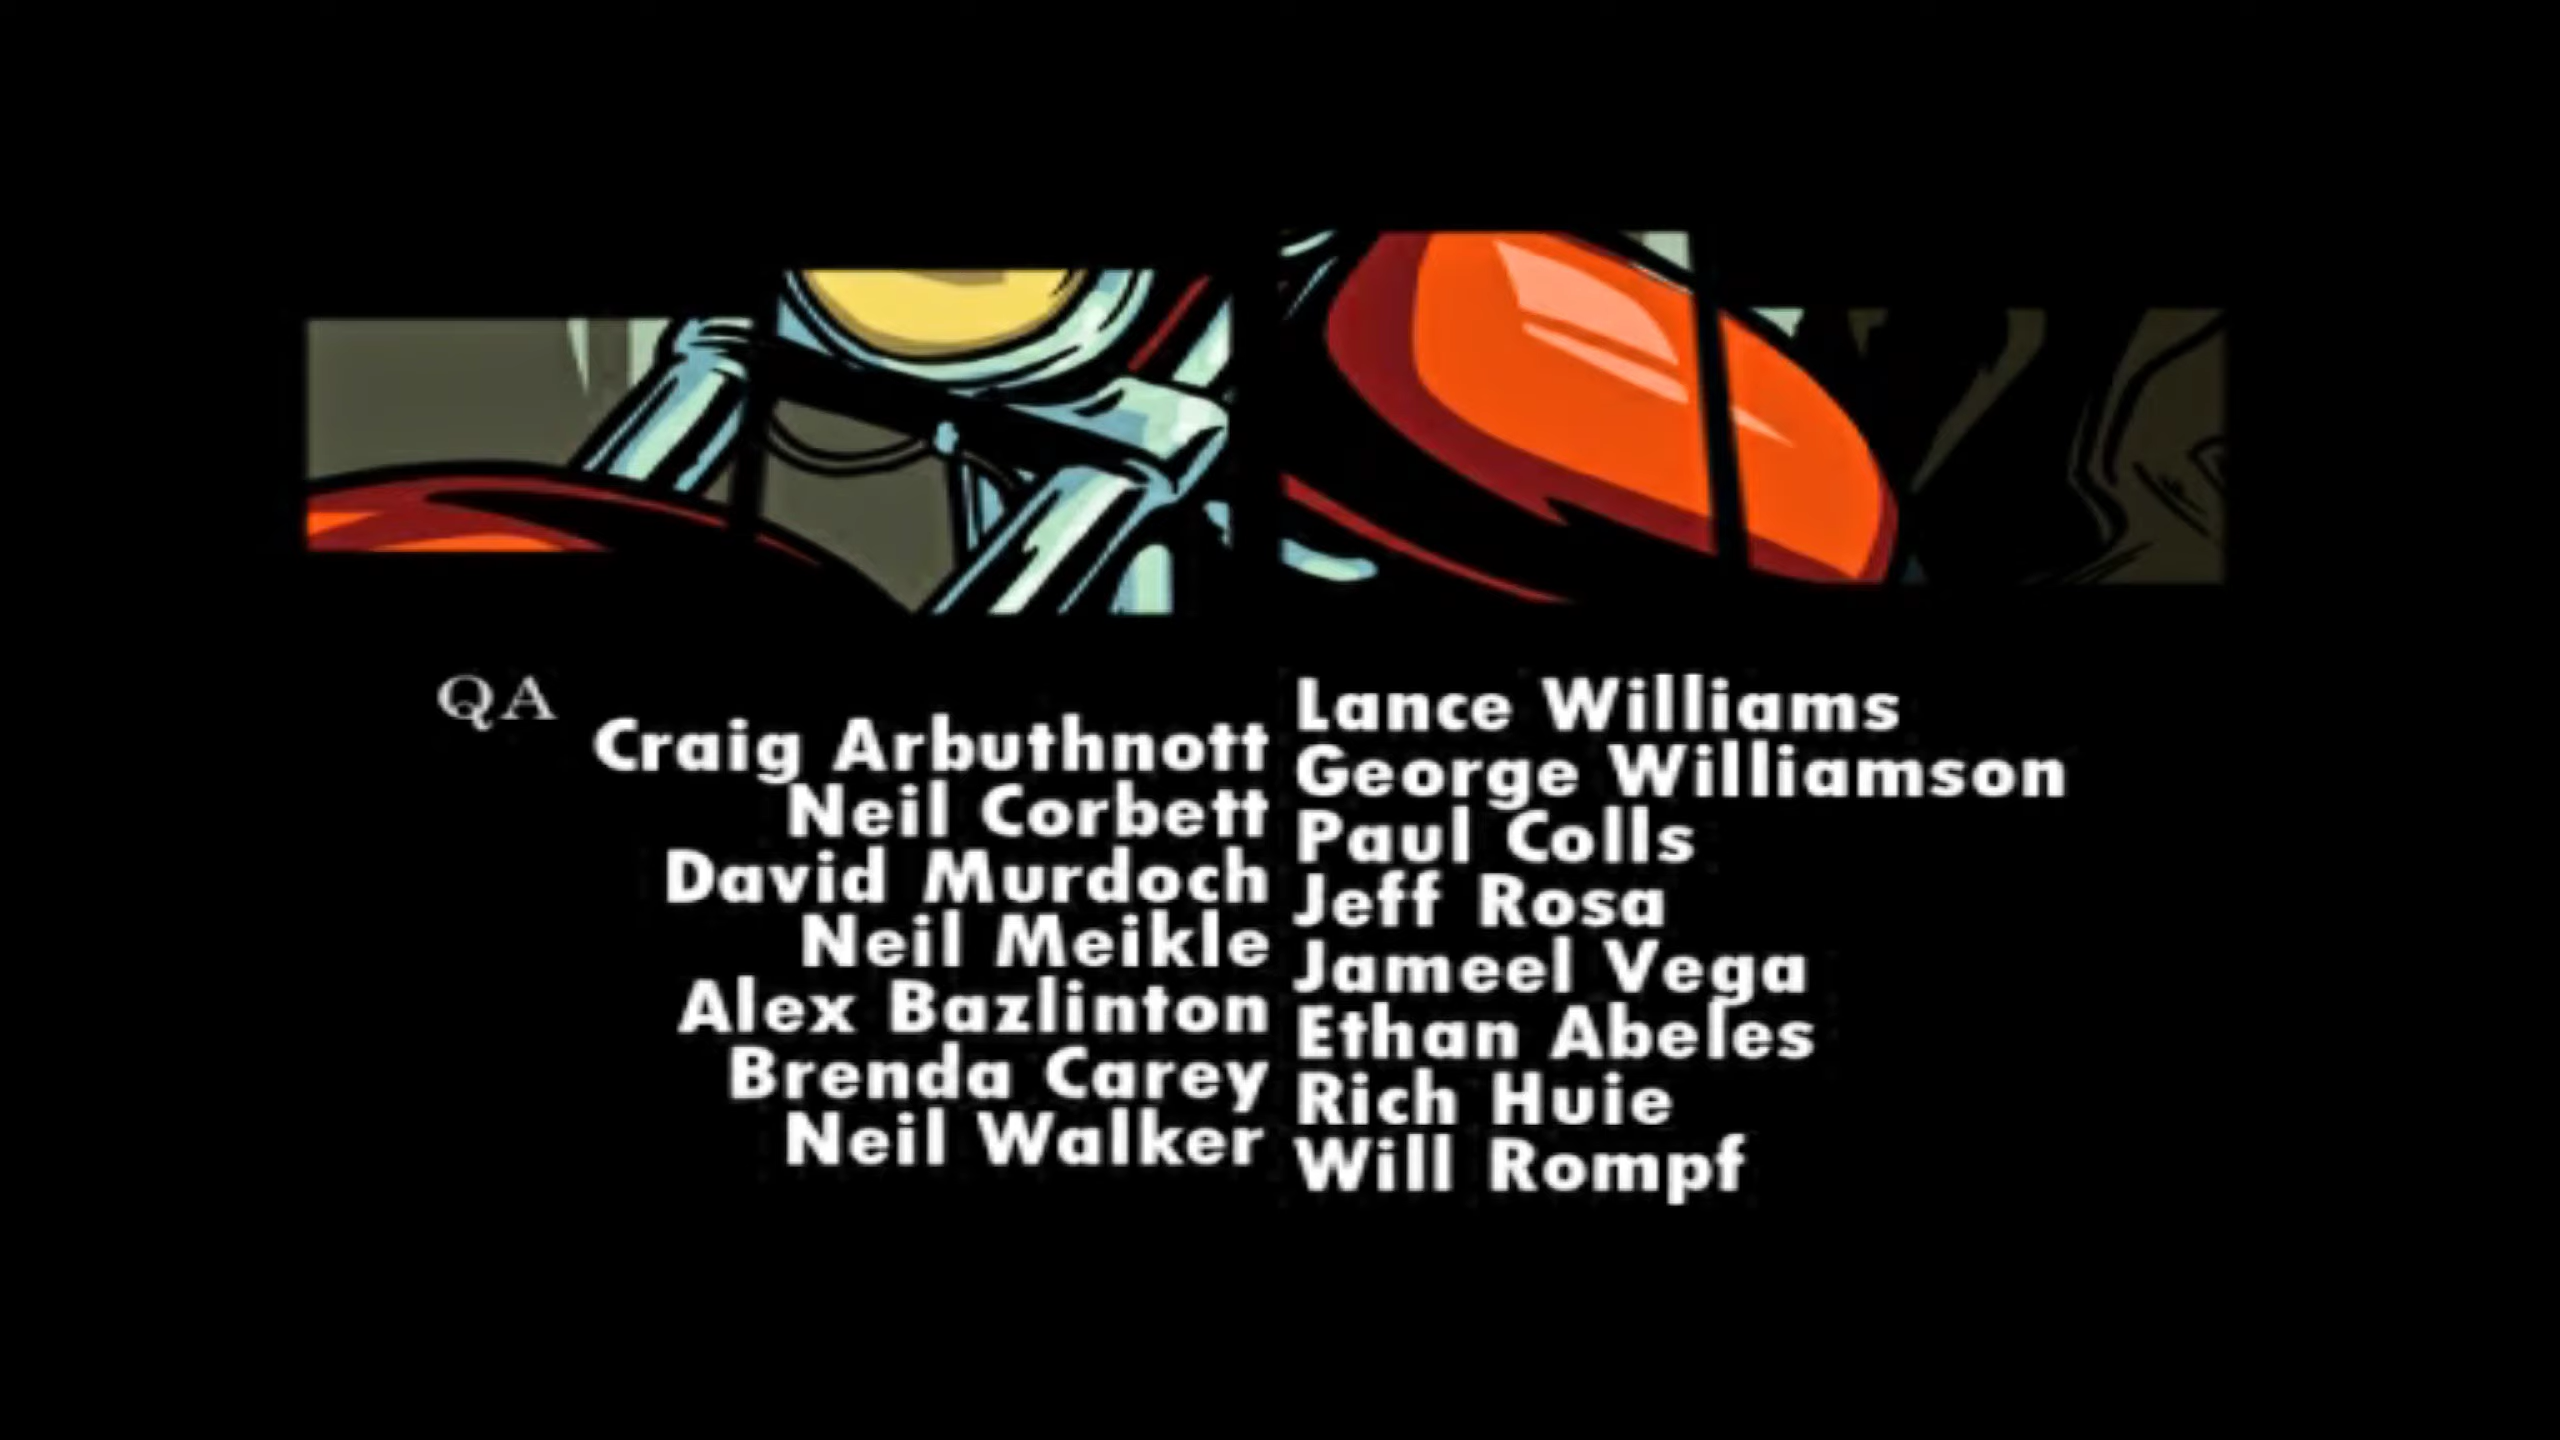 QA
Craig Arbuthnott
Neil Corbett
David Murdoch
Neil Meikle
Alex Bazlinton
Brenda Carey
Neil Walker
Lance Williams
George Williamson
Paul Colls
Jeff Rosa
Jameel Vega
Ethan Abeles
Rich Huie
Will Rompf